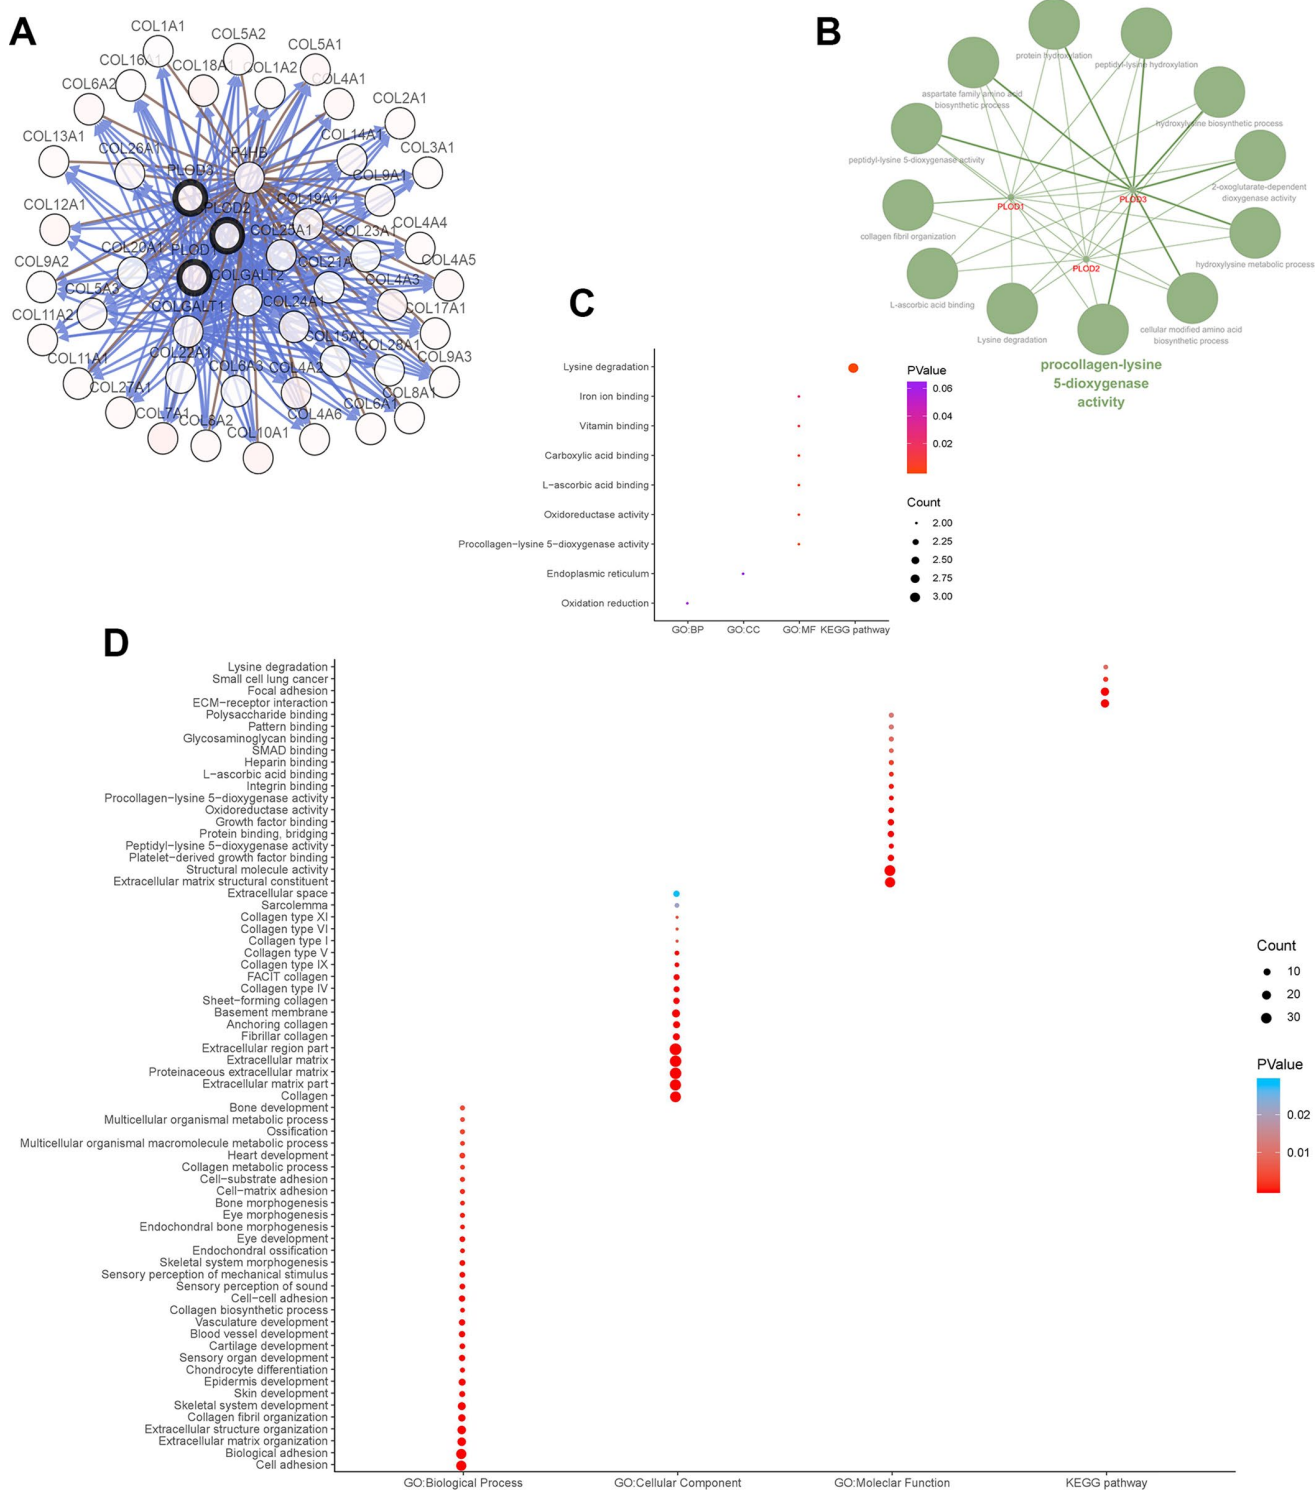 A
COL1A1
COL5A2
COL5A1
COL16A1
COL18A1
COL1A2
COL4A1
COL6A2
COL2A1
COL13A1
COL26A1
COL14A1
COL3A1
PLOD3
P4HB
COL9A1
COL12A1
PLOD2
COL19A1
COL4A4
COL20A1
COL25A1
COL23A1
COL9A2
COL4A5
COL5A3
COLGALT2
COL4A3
COL11A2
COLGALT1
COL24A1
COL17A1
COL11A1
COL22A1
COL15A1
COL28A1
COL9A3
COL27A1
COL6A3
COL4A2
COL8A1
COL7A1
COL8A2
COL4A6
COL6A1
COL10A1
B
protein hydroxylation
peptidyl-lysine hydroxylation
aspartate family amino acid
biosynthetic process
hydroxylysine biosynthetic process
peptidyl-lysine 5-dioxygenase activity
2-oxoglutarate-dependent
dioxygenase activity
PLOD1
PLOD3
collagen fibril organization
hydroxylysine metabolic process
PLOD2
L-ascorbic acid binding
Lysine degradation
cellular modified amino acid
biosynthetic process
procollagen-lysine
5-dioxygenase
activity
C
Lysine degradation
Iron ion binding
Vitamin binding
Carboxylic acid binding
L−ascorbic acid binding
Oxidoreductase activity
Procollagen−lysine 5−dioxygenase activity
Endoplasmic reticulum
Oxidation reduction
GO:BP GO:CC GO:MF KEGG pathway
PValue
0.06
0.04
0.02
Count
2.00
2.25
2.50
2.75
3.00
D
Lysine degradation
Small cell lung cancer
Focal adhesion
ECM−receptor interaction
Polysaccharide binding
Pattern binding
Glycosaminoglycan binding
SMAD binding
Heparin binding
L−ascorbic acid binding
Integrin binding
Procollagen−lysine 5−dioxygenase activity
Oxidoreductase activity
Growth factor binding
Protein binding, bridging
Peptidyl−lysine 5−dioxygenase activity
Platelet−derived growth factor binding
Structural molecule activity
Extracellular matrix structural constituent
Extracellular space
Sarcolemma
Collagen type XI
Collagen type VI
Collagen type I
Collagen type V
Collagen type IX
FACIT collagen
Collagen type IV
Sheet−forming collagen
Basement membrane
Anchoring collagen
Fibrillar collagen
Extracellular region part
Extracellular matrix
Proteinaceous extracellular matrix
Extracellular matrix part
Collagen
Bone development
Multicellular organismal metabolic process
Ossification
Multicellular organismal macromolecule metabolic process
Heart development
Collagen metabolic process
Cell−substrate adhesion
Cell−matrix adhesion
Bone morphogenesis
Eye morphogenesis
Endochondral bone morphogenesis
Eye development
Endochondral ossification
Skeletal system morphogenesis
Sensory perception of mechanical stimulus
Sensory perception of sound
Cell−cell adhesion
Collagen biosynthetic process
Vasculature development
Blood vessel development
Cartilage development
Sensory organ development
Chondrocyte differentiation
Epidermis development
Skin development
Skeletal system development
Collagen fibril organization
Extracellular structure organization
Extracellular matrix organization
Biological adhesion
Cell adhesion
GO:Biological Process GO:Cellular Component GO:Moleclar Function KEGG pathway
Count
10
20
30
PValue
0.02
0.01